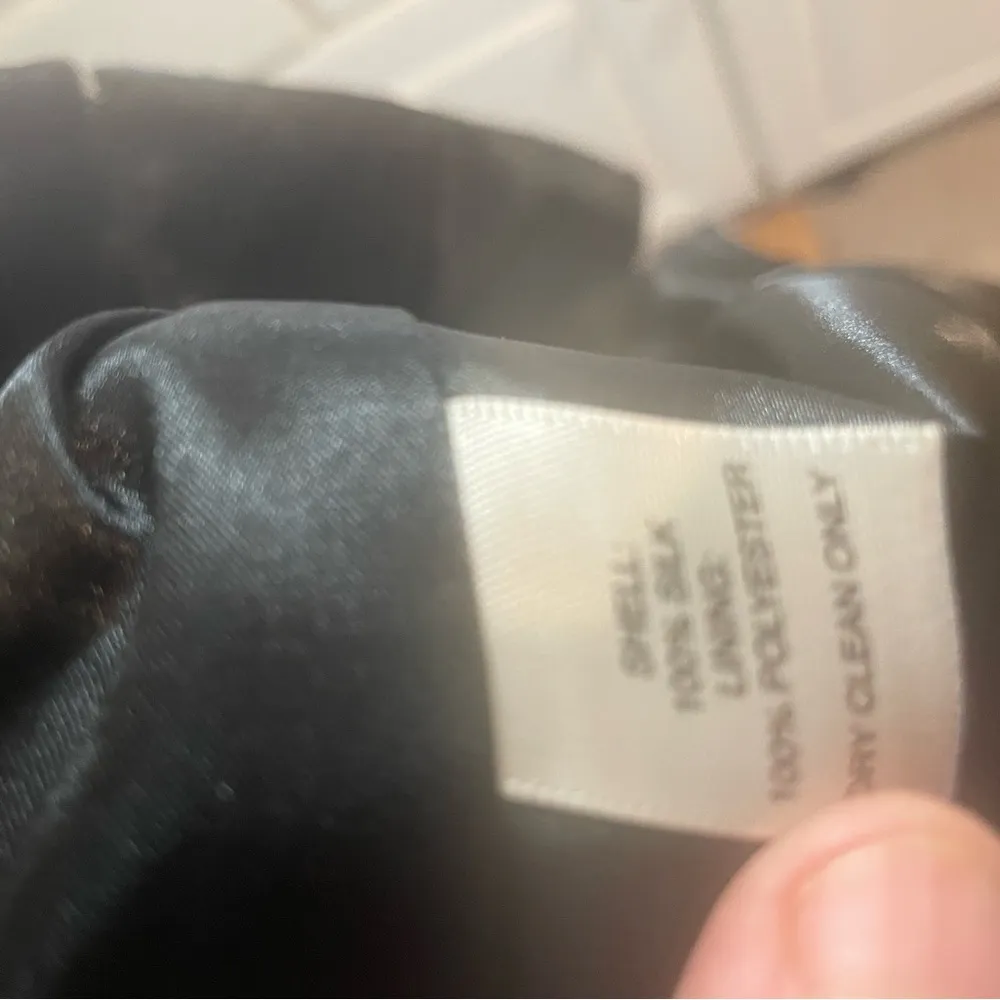 SHELL
100% SILK
LINING:
100% POLYESTER
DRY CLEAN ONLY